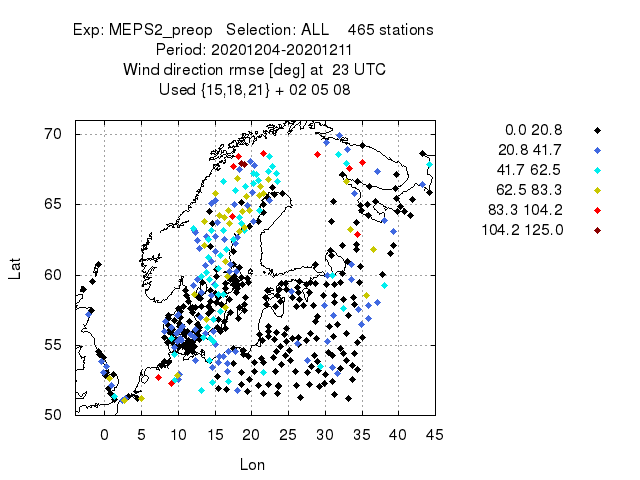 Exp: MEPS2_preop   Selection: ALL    465 stations
Period: 20201204-20201211
Wind direction rmse [deg] at  23 UTC
Used {15,18,21} + 02 05 08
0.0 20.8
20.8 41.7
41.7 62.5
62.5 83.3
83.3 104.2
104.2 125.0
Lat
70
65
60
55
50
0 5 10 15 20 25 30 35 40 45
Lon